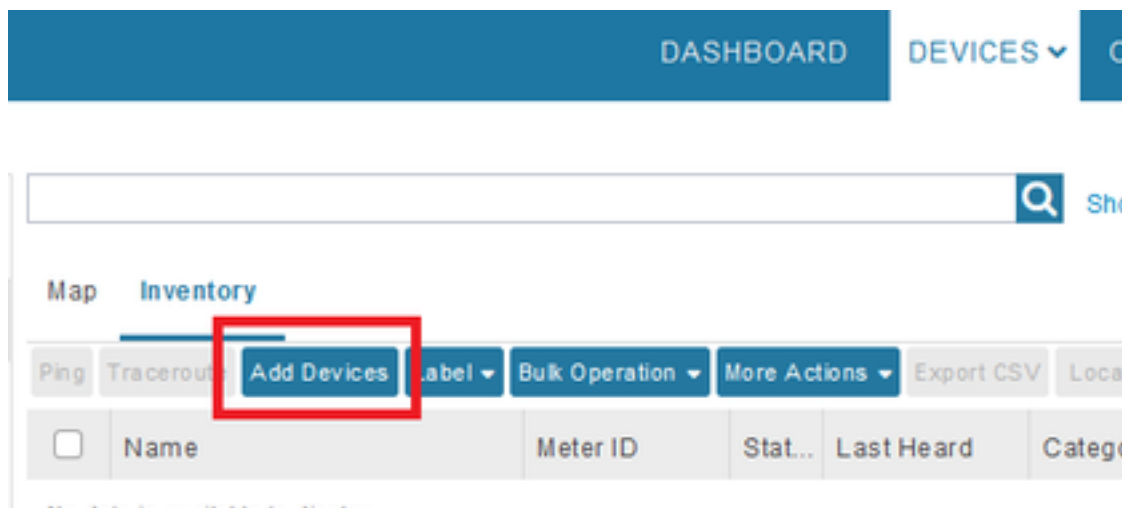 DASHBOARD DEVICES
Map Inventory
Ping Traceroute Add Devices Label Bulk Operation More Actions Export CSV
Name Meter ID Stat... Last Heard